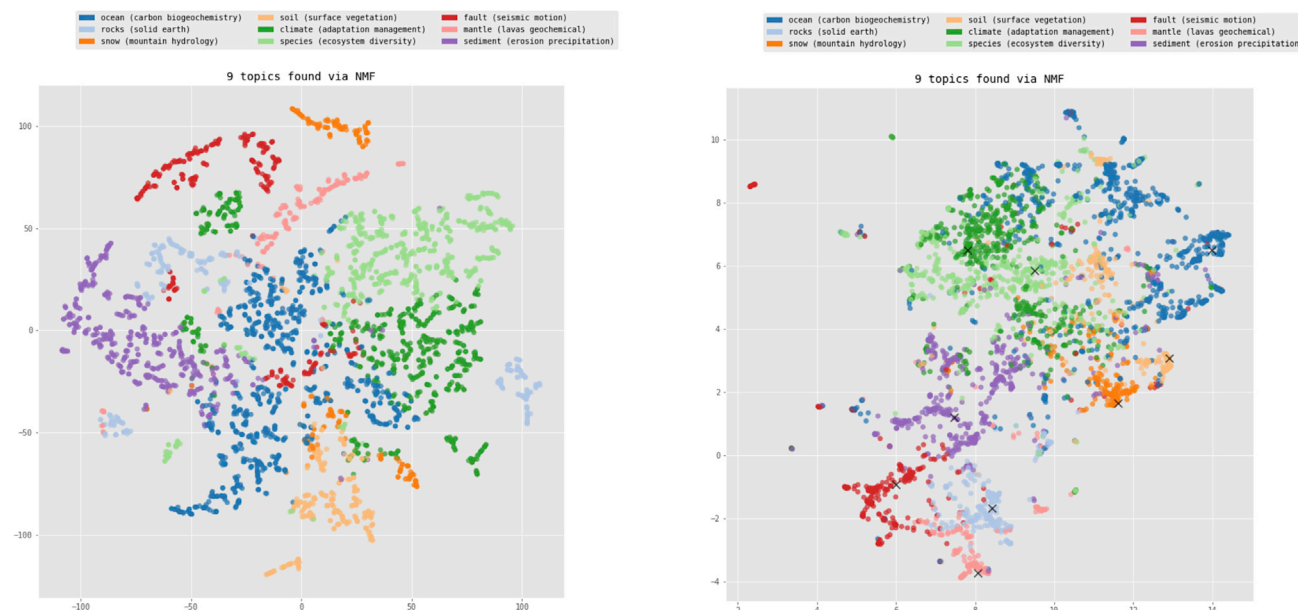 ocean (carbon biogeochemistry) soil (surface vegetation) fault (seismic motion)
rocks (solid earth) climate (adaptation management) mantle (lavas geochemical)
snow (mountain hydrology) species (ecosystem diversity) sediment (erosion precipitation)
9 topics found via NMF
100
50
0
−50
−100
−100 −50 0 50 100
ocean (carbon biogeochemistry) soil (surface vegetation) fault (seismic motion)
rocks (solid earth) climate (adaptation management) mantle (lavas geochemical)
snow (mountain hydrology) species (ecosystem diversity) sediment (erosion precipitation
9 topics found via NMF
10
8
6
4
2
0
−2
−4
2 4 6 8 10 12 14